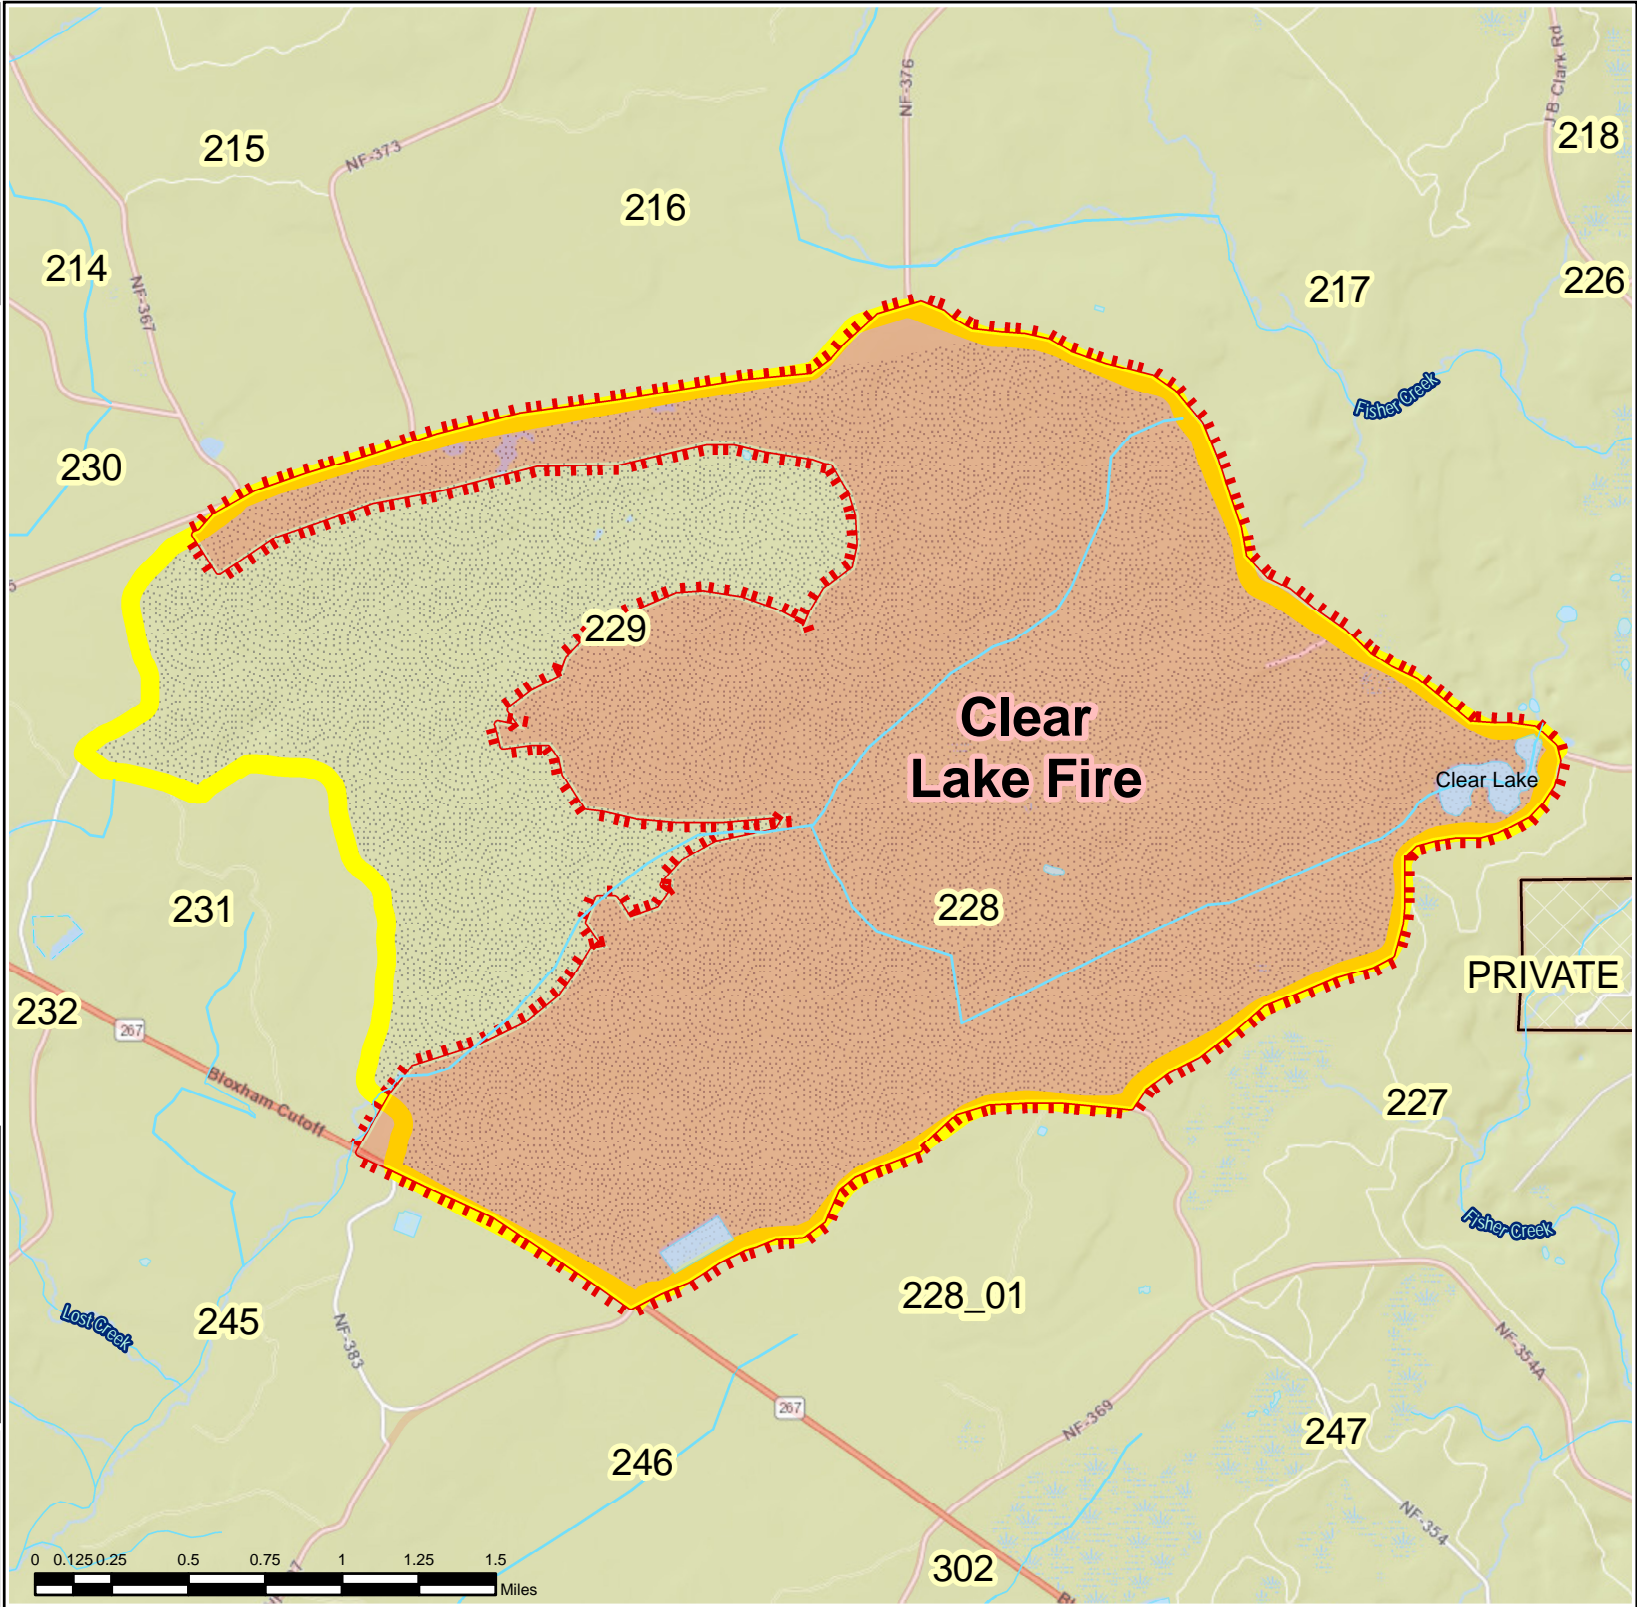 J B Clark Rd
NF-376
218
215
NF-373
216
214
226
217
NF-367
Fisher Creek
230
229
Clear
Lake Fire
Clear Lake
231
228
PRIVATE
232
267
Bloxham Cutoff
227
Fisher Creek
228_01
Lost Creek
245
NF-383
NF-354A
267
NF-369
247
246
NF-354
302
0 0.125 0.25 0.5 0.75 1 1.25 1.5
Miles